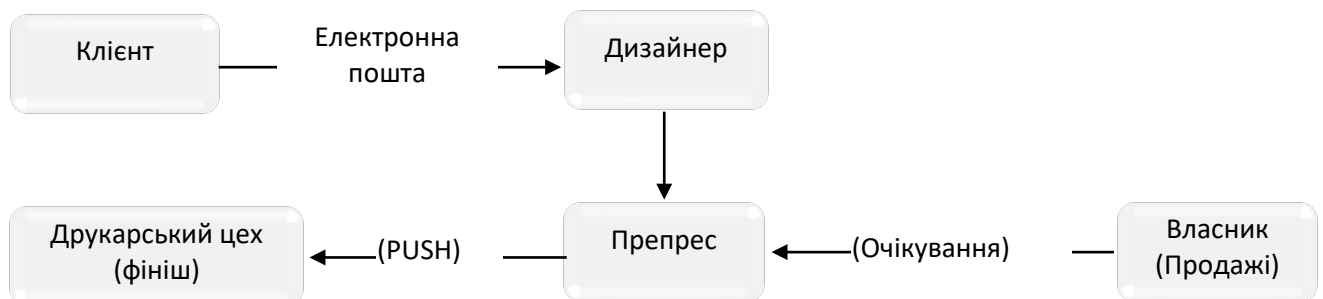 Клієнт
Електронна
пошта
Дизайнер
Друкарський цех
(фініш)
(PUSH)
Препрес
(Очікування)
Власник
(Продажі)